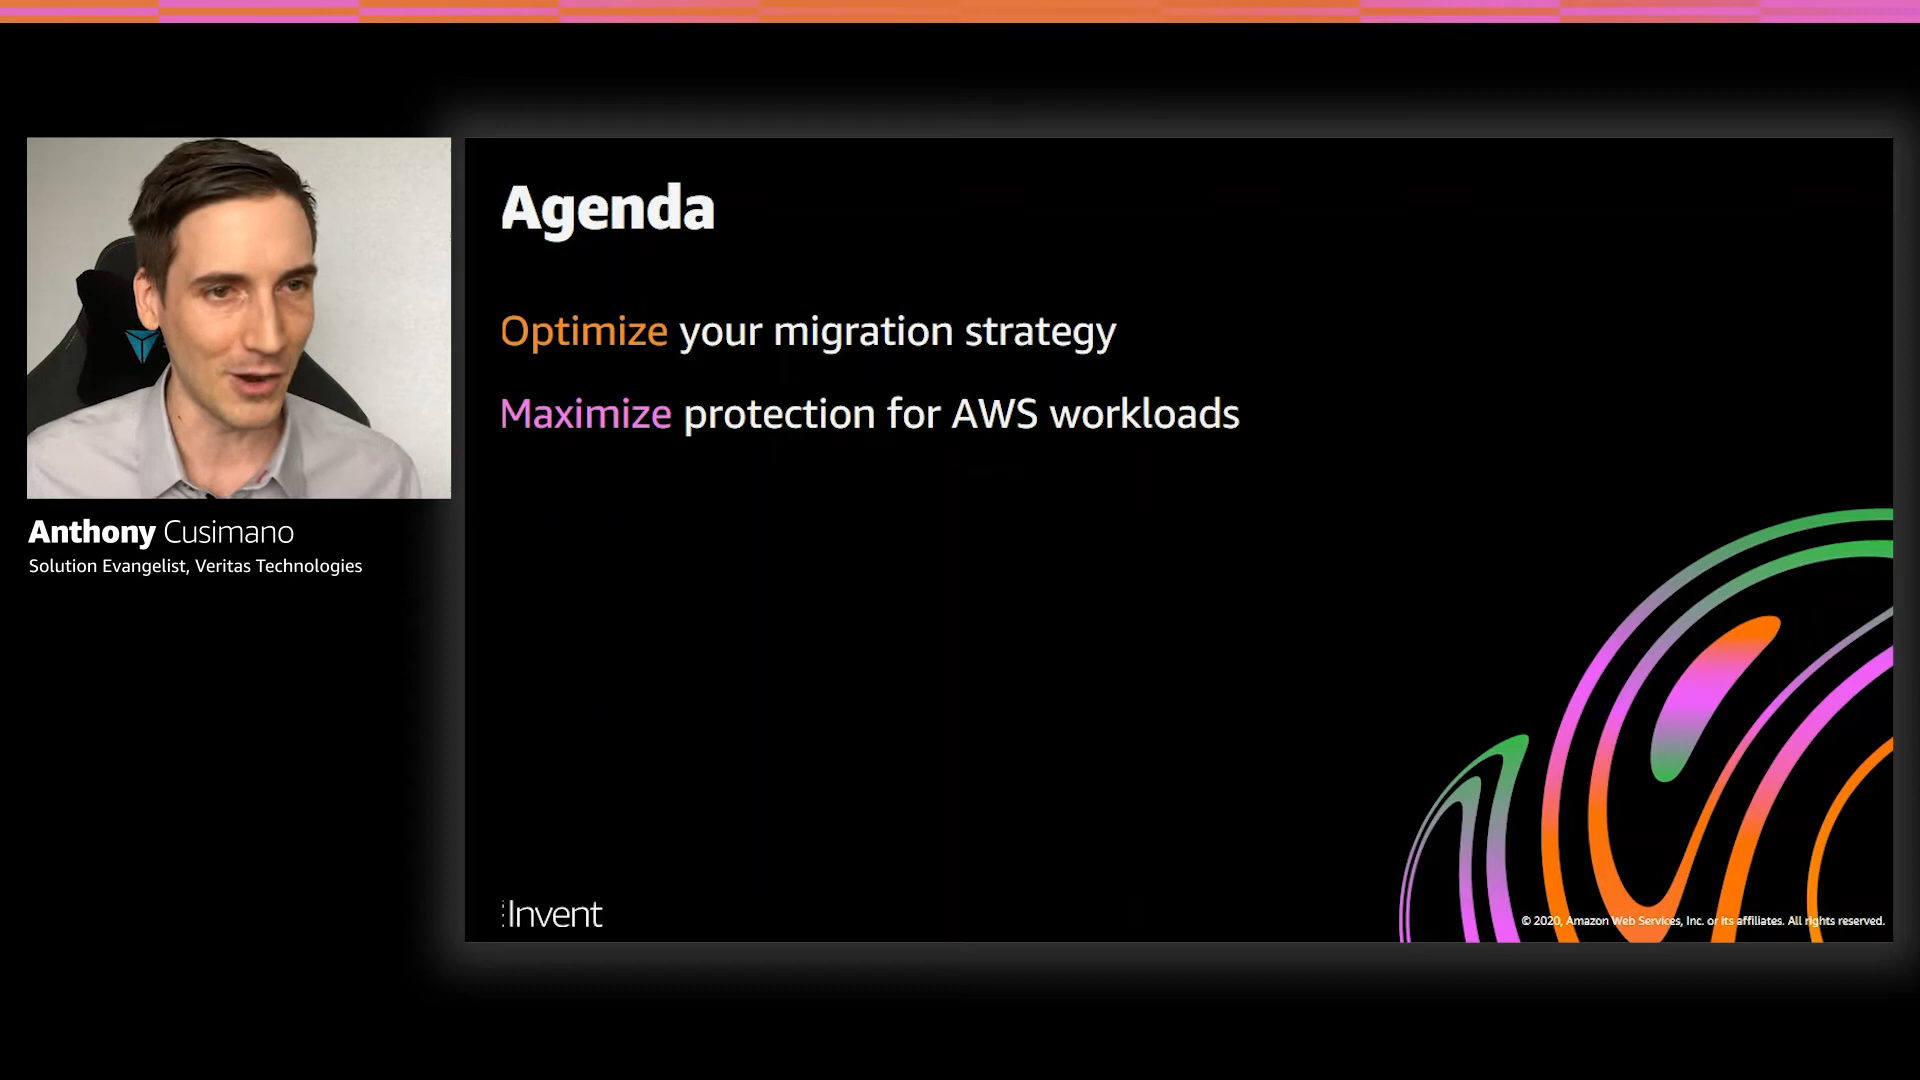 Agenda
Optimize your migration strategy
Maximize protection for AWS workloads
Anthony Cusimano
Solution Evangelist, Veritas Technologies
:Invent
© 2020, Amazon Web Services, Inc. or its affiliates. All rights reserved.